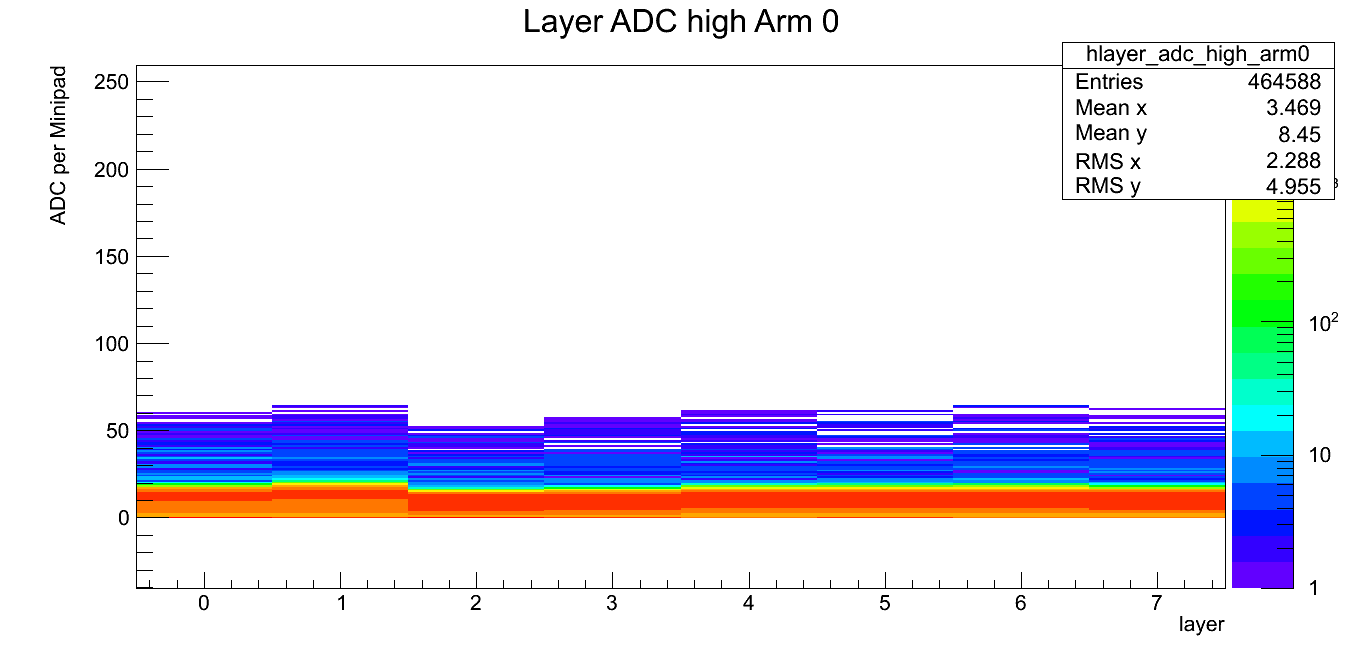 Layer ADC high Arm 0
hlayer_adc_high_arm0
Entries 464588
Mean x 3.469
Mean y 8.45
RMS x 2.288
RMS y 4.955
ADC per Minipad
250
200
150
100
50
0
0 1 2 3 4 5 6 7
layer
10²
10
1